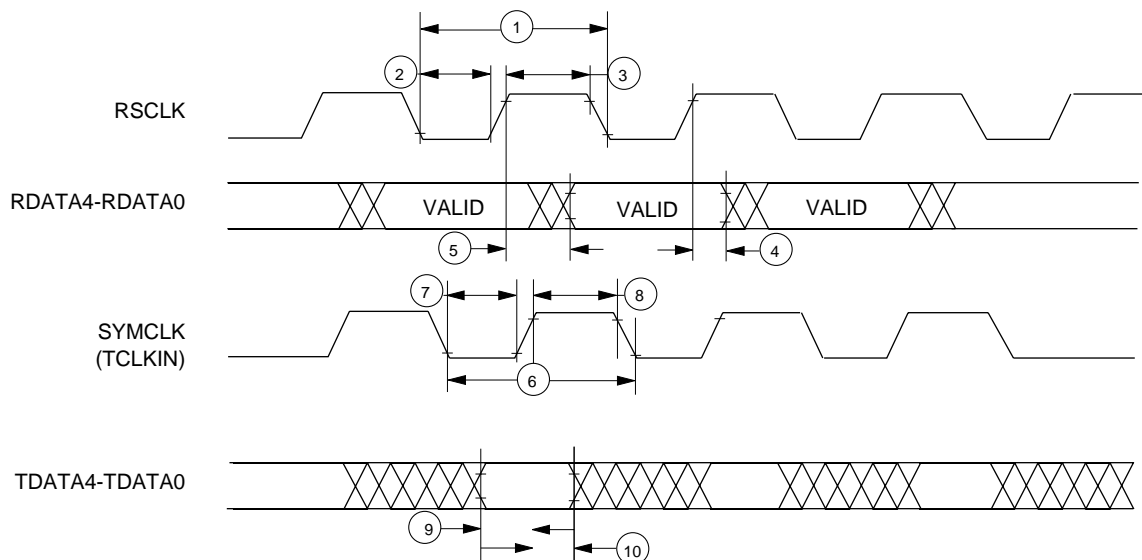 1
2
3
RSCLK
RDATA4-RDATA0
VALID
VALID
VALID
5
4
7
8
SYMCLK
(TCLKIN)
6
TDATA4-TDATA0
9
10